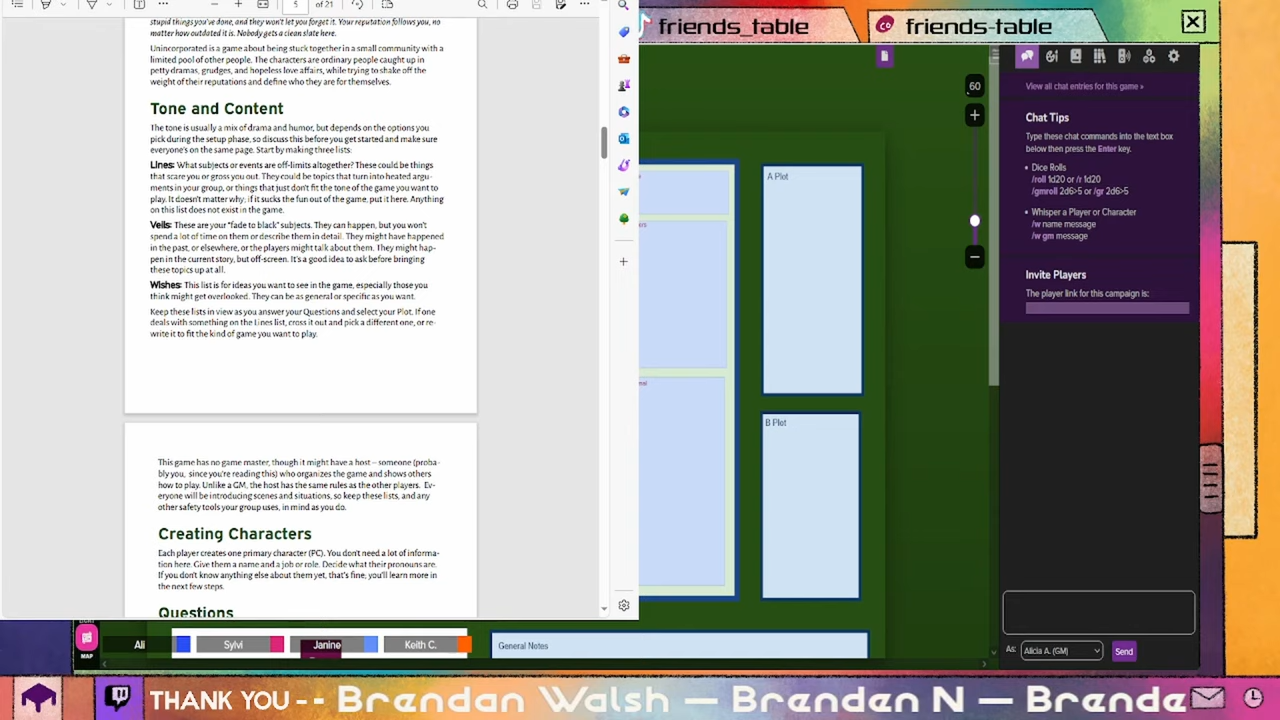 5
of 21
stupid things you've done, and they won't let you forget it. Your reputation follows you, no
matter how outdated it is. Nobody gets a clean slate here.
Unincorporated is a game about being stuck together in a small community with a
limited pool of other people. The characters are ordinary people caught up in
petty dramas, grudges, and hopeless love affairs, while trying to shake off the
weight of their reputations and define who they are for themselves.
Tone and Content
The tone is usually a mix of drama and humor, but depends on the options you
pick during the setup phase, so discuss this before you get started and make sure
everyone's on the same page. Start by making three lists:
Lines: What subjects or events are off-limits altogether? These could be things
that scare you or gross you out. They could be topics that turn into heated argu-
ments in your group, or things that just don't fit the tone of the game you want to
play. It doesn't matter why; if it sucks the fun out of the game, put it here. Anything
on this list does not exist in the game.
Veils: These are your "fade to black" subjects. They can happen, but you won't
spend a lot of time on them or describe them in detail. They might have happened
in the past, or elsewhere, or the players might talk about them. They might hap-
pen in the current story, but off-screen. It's a good idea to ask before bringing
these topics up at all.
Wishes: This list is for ideas you want to see in the game, especially those you
think might get overlooked. They can be as general or specific as you want.
Keep these lists in view as you answer your Questions and select your Plot. If one
deals with something on the Lines list, cross it out and pick a different one, or re-
write it to fit the kind of game you want to play.
This game has no game master, though it might have a host – someone (proba-
bly you, since you're reading this) who organizes the game and shows others
how to play. Unlike a GM, the host has the same rules as the other players. Ev-
eryone will be introducing scenes and situations, so keep these lists, and any
other safety tools your group uses, in mind as you do.
Creating Characters
Each player creates one primary character (PC). You don't need a lot of informa-
tion here. Give them a name and a job or role. Decide what their pronouns are.
If you don't know anything else about them yet, that's fine; you'll learn more in
the next few steps.
Questions
friends_table
friends-table
60
A Plot
B Plot
General Notes
View all chat entries for this game »
Chat Tips
Type these chat commands into the text box
below then press the Enter key.
• Dice Rolls
/roll 1d20 or /r 1d20
/gmroll 2d6>5 or /gr 2d6>5
• Whisper a Player or Character
/w name message
/w gm message
Invite Players
The player link for this campaign is:
As:
Alicia A. (GM)
Send
MAP
Ali
Sylvi
Janine
Keith C.
THANK YOU -- Brendan Walsh — Brenden N — Brende